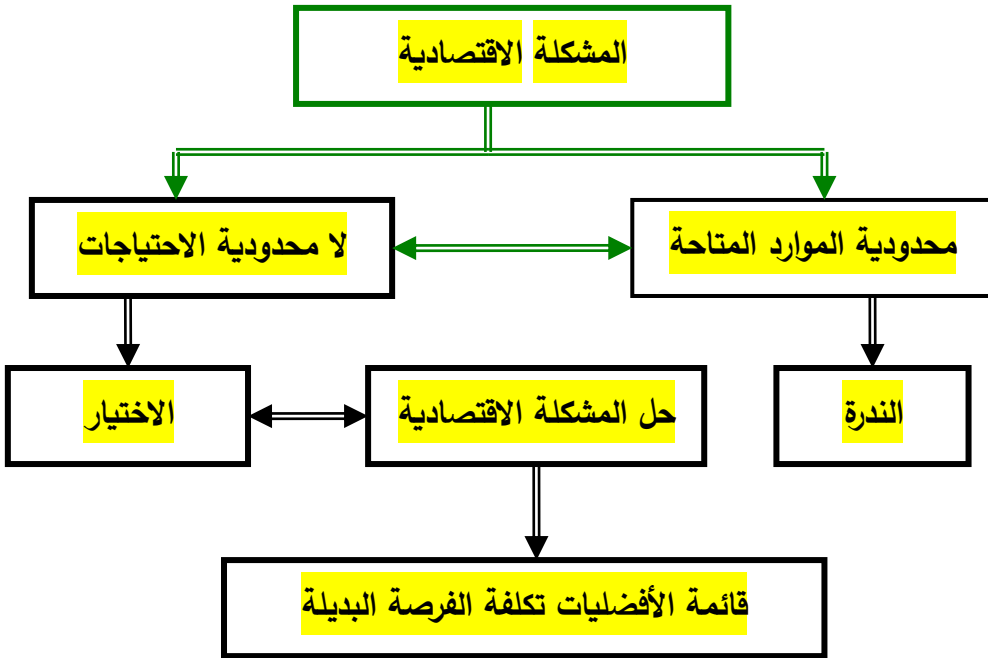 المشكلة الاقتصادية
محدودية الموارد المتاحة
لا محدودية الاحتياجات
الندرة
حل المشكلة الاقتصادية
الاختيار
قائمة الأفضليات تكلفة الفرصة البديلة